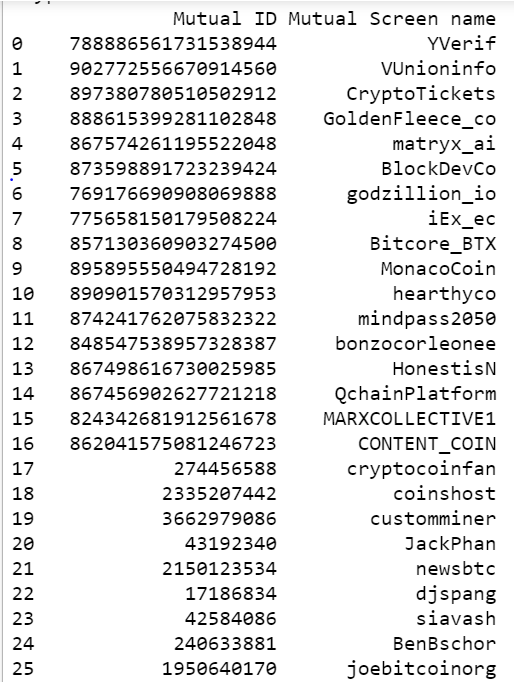 Mutual ID Mutual Screen name
0 788886561731538944 YVerif
1 902772556670914560 VUnioninfo
2 897380780510502912 CryptoTickets
3 888615399281102848 GoldenFleece_co
4 867574261195522048 matryx_ai
5 873598891723239424 BlockDevCo
6 769176690908069888 godzillion_io
7 775658150179508224 iEx_ec
8 857130360903274500 Bitcore_BTX
9 895895550494728192 MonacoCoin
10 890901570312957953 hearthyco
11 874241762075832322 mindpass2050
12 848547538957328387 bonzocorleonee
13 867498616730025985 HonestisN
14 867456902627721218 QchainPlatform
15 824342681912561678 MARXCOLLECTIVE1
16 862041575081246723 CONTENT_COIN
17 274456588 cryptocoinfan
18 2335207442 coinshost
19 3662979086 customminer
20 43192340 JackPhan
21 2150123534 newsbtc
22 17186834 djspang
23 42584086 siavash
24 240633881 BenBschor
25 1950640170 joebitcoinorg